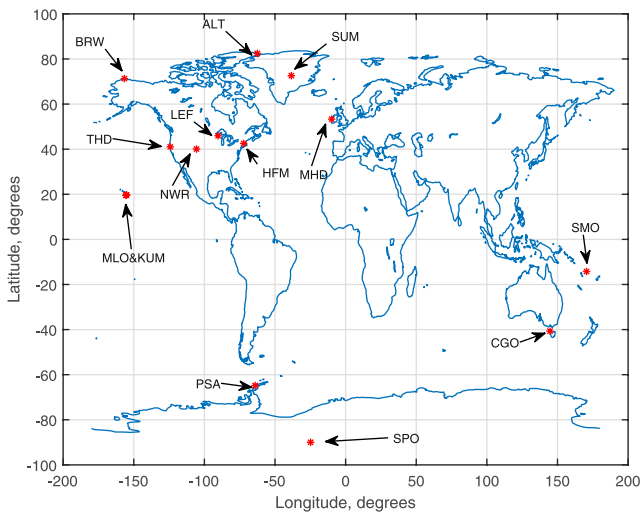 100
80
60
40
20
0
-20
-40
-60
-80
-100
Latitude, degrees
BRW
ALT
SUM
LEF
THD
NWR
HFM
MHD
MLO&KUM
SMO
CGO
PSA
SPO
-200 -150 -100 -50 0 50 100 150 200
Longitude, degrees